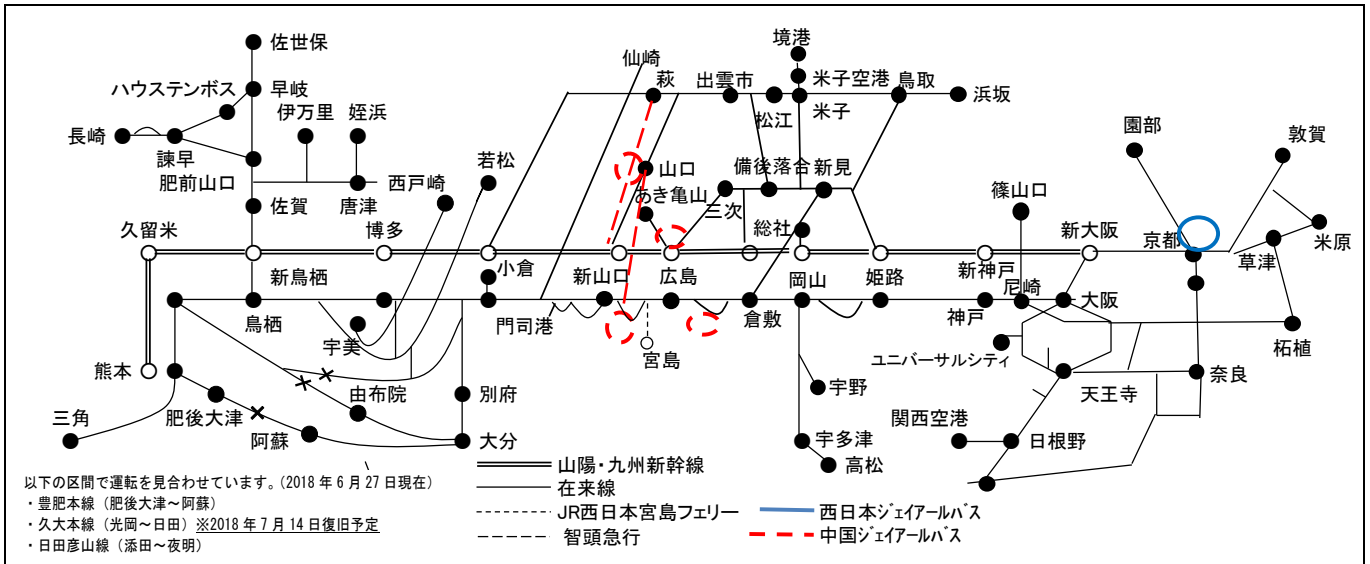 佐世保
境港
仙崎
萩
出雲市
米子空港
鳥取
ハウステンボス
早岐
伊万里
姪浜
松江
米子
浜坂
園部
敦賀
長崎
諫早
肥前山口
若松
西戸崎
唐津
佐賀
山口
あき亀山
備後落合
新見
三次
総社
篠山口
久留米
博多
新大阪
京都
草津
米原
新鳥栖
小倉
新山口
広島
岡山
姫路
新神戸
尼崎
鳥栖
門司港
倉敷
神戸
大阪
宇美
宮島
ユニバーサルシティ
柘植
熊本
由布院
別府
宇野
天王寺
奈良
三角
肥後大津
阿蘇
大分
宇多津
高松
関西空港
日根野
以下の区間で運転を見合わせています。(2018年6月27日現在)
・豊肥本線(肥後大津~阿蘇)
・久大本線(光岡~日田)※2018年7月14日復旧予定
・日田彦山線(添田~夜明)
山陽・九州新幹線
在来線
JR西日本宮島フェリー
智頭急行
西日本ジェイアールバス
中国ジェイアールバス